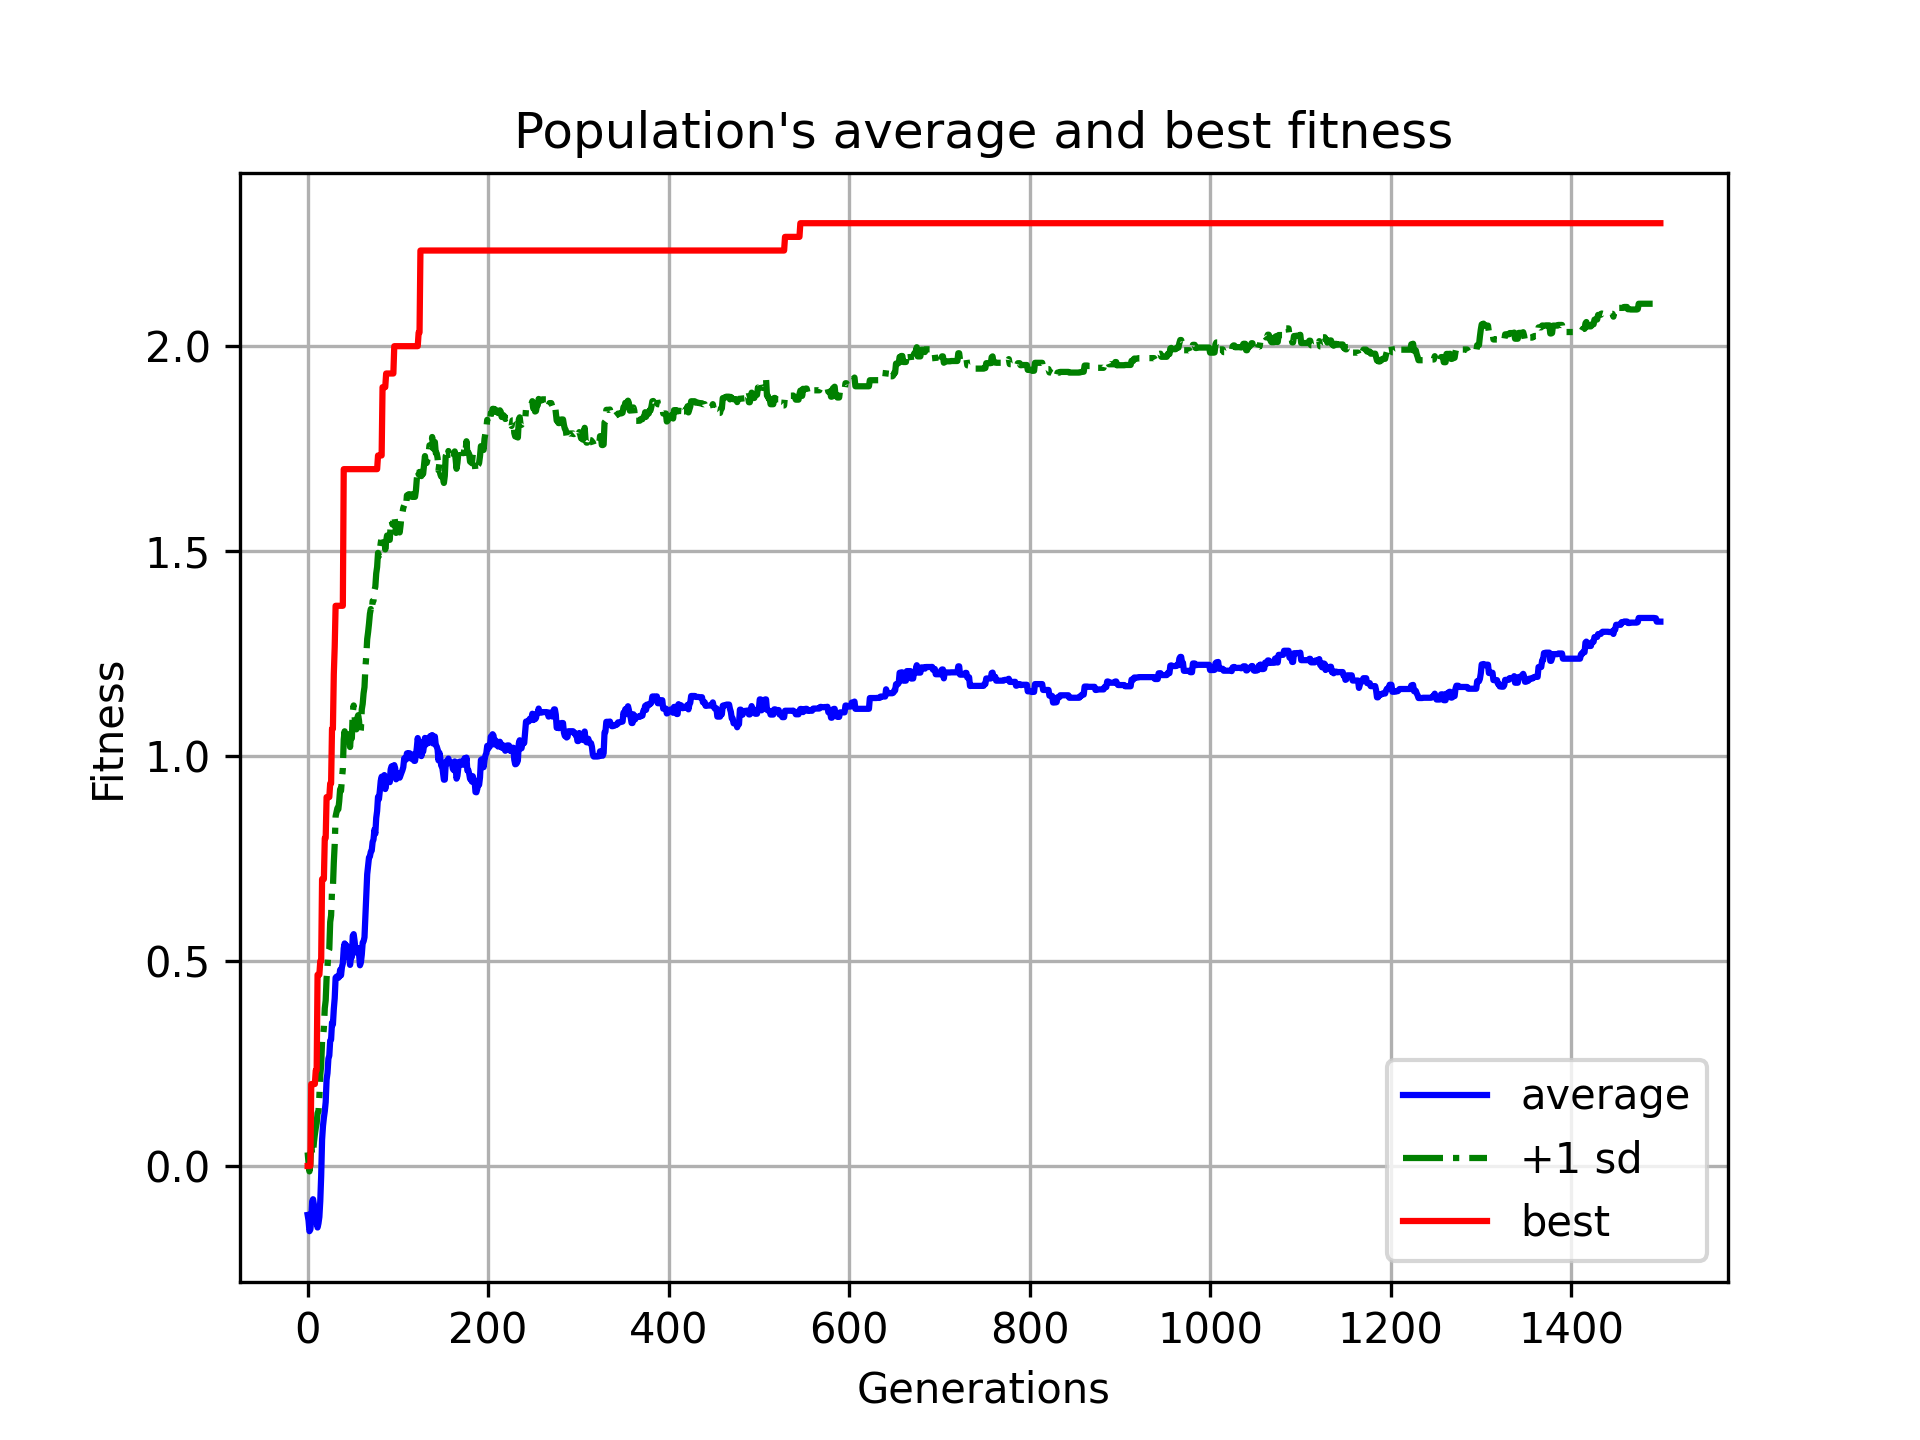 Population's average and best fitness
Fitness
2.0
1.5
1.0
0.5
0.0
0 200 400 600 800 1000 1200 1400
Generations
average
+1 sd
best